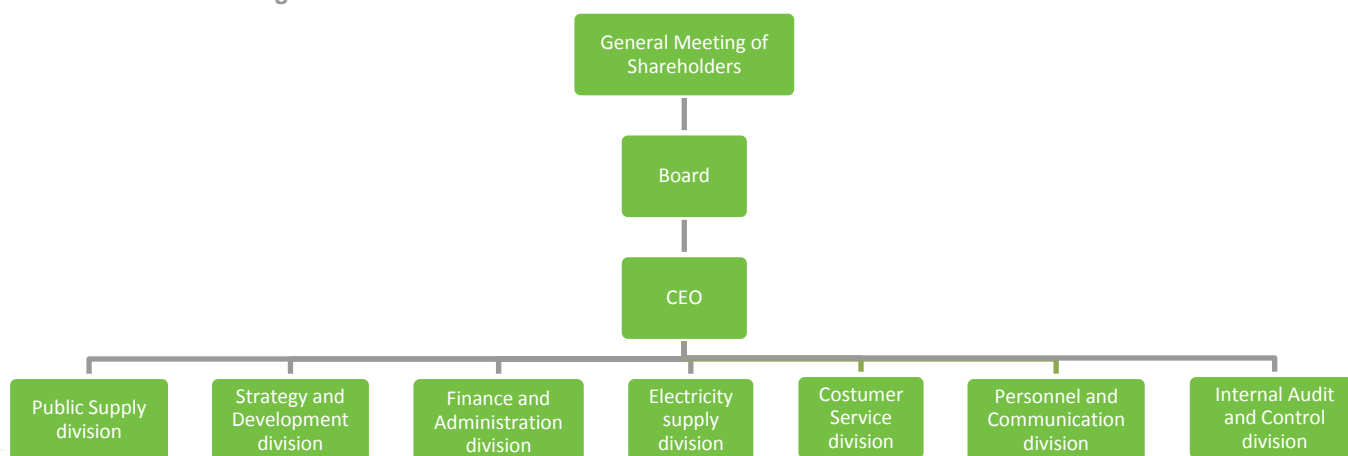 General Meeting of
Shareholders
Board
CEO
Public Supply
division
Strategy and
Development
division
Finance and
Administration
division
Electricity
supply
division
Costumer
Service
division
Personnel and
Communication
division
Internal Audit
and Control
division